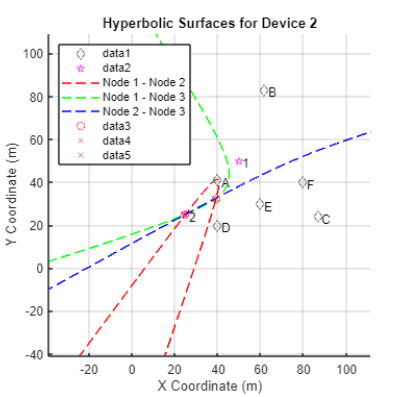 Hyperbolic Surfaces for Device 2
data1
data2
Node 1 - Node 2
Node 1 - Node 3
Node 2 - Node 3
data3
data4
data5
100
80
60
40
20
0
-20
-40
Y Coordinate (m)
B
1
A
F
2
E
D
C
-20 0 20 40 60 80 100
X Coordinate (m)